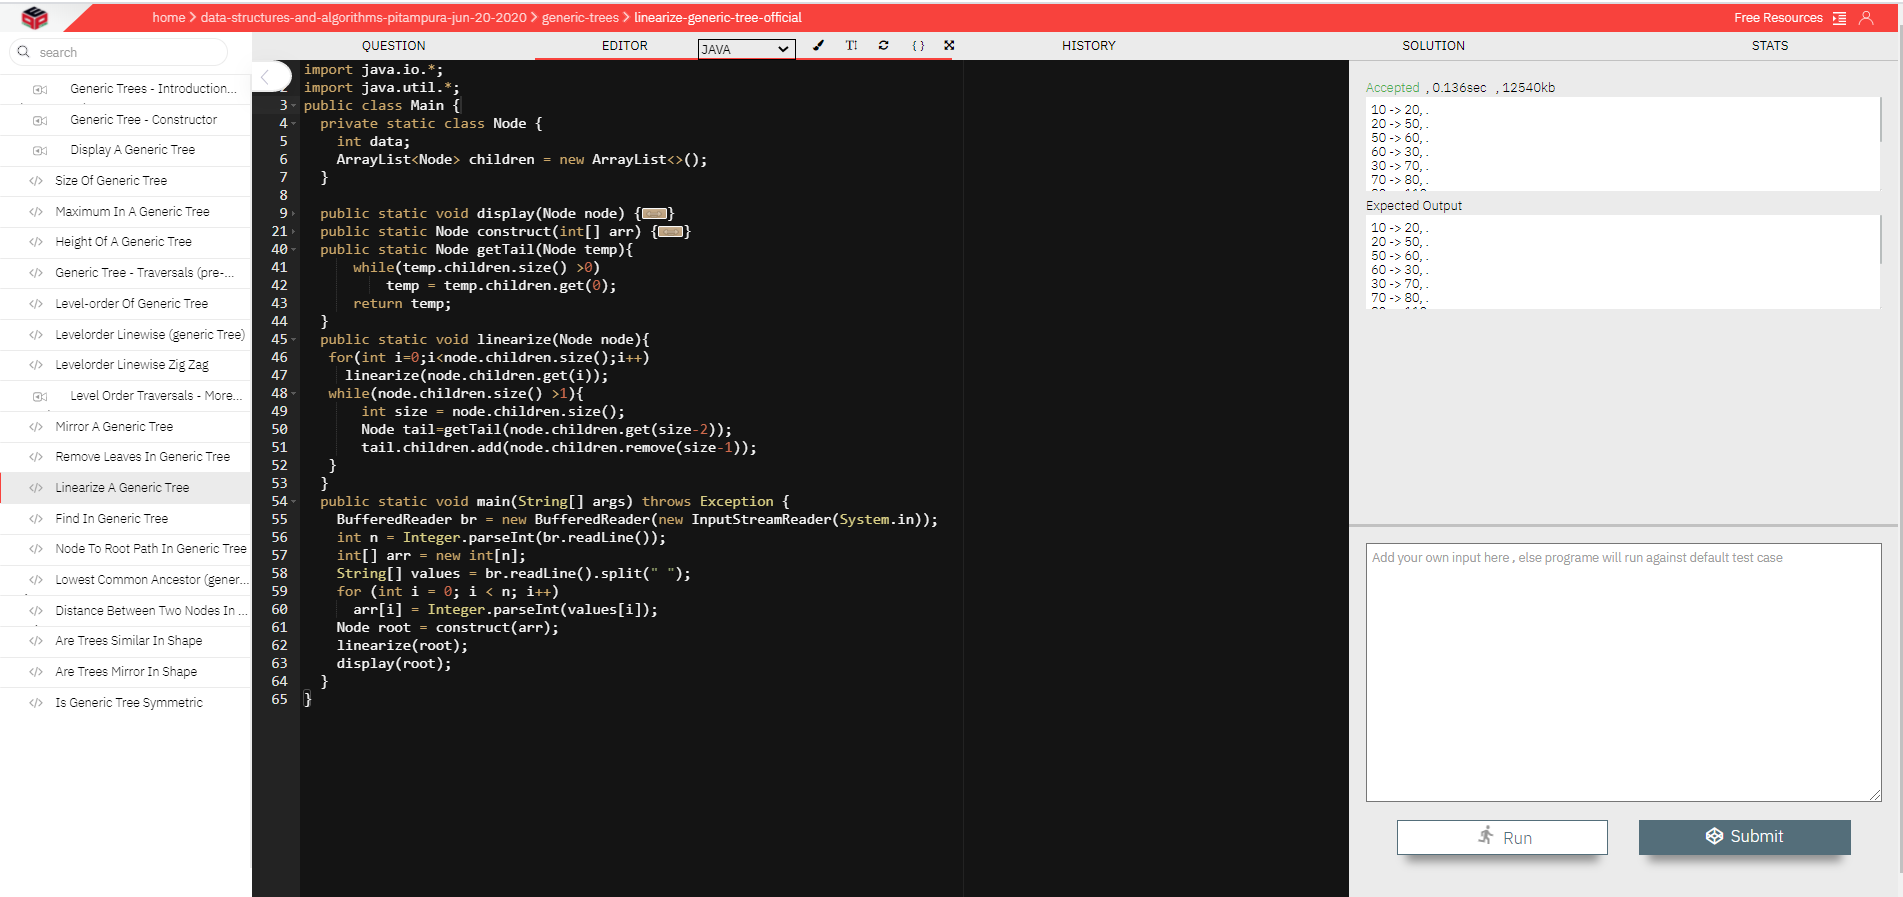 home > data-structures-and-algorithms-pitampura-jun-20-2020 > generic-trees > linearize-generic-tree-official
Free Resources
search
Generic Trees - Introduction...
Generic Tree - Constructor
Display A Generic Tree
Size Of Generic Tree
Maximum In A Generic Tree
Height Of A Generic Tree
Generic Tree - Traversals (pre-...
Level-order Of Generic Tree
Levelorder Linewise (generic Tree)
Levelorder Linewise Zig Zag
Level Order Traversals - More...
Mirror A Generic Tree
Remove Leaves In Generic Tree
Linearize A Generic Tree
Find In Generic Tree
Node To Root Path In Generic Tree
Lowest Common Ancestor (gener...
Distance Between Two Nodes In ...
Are Trees Similar In Shape
Are Trees Mirror In Shape
Is Generic Tree Symmetric
QUESTION
EDITOR
JAVA
HISTORY
SOLUTION
STATS
import java.io.*;
import java.util.*;
3 public class Main {
4 private static class Node {
5 int data;
6 ArrayList<Node> children = new ArrayList<>();
7 }
8
9 public static void display(Node node) {}
21 public static Node construct(int[] arr) {}
40 public static Node getTail(Node temp){
41 while(temp.children.size() >0)
42 temp = temp.children.get(0);
43 return temp;
44 }
45 public static void linearize(Node node){
46 for(int i=0;i<node.children.size();i++)
47 linearize(node.children.get(i));
48 while(node.children.size() >1){
49 int size = node.children.size();
50 Node tail=getTail(node.children.get(size-2));
51 tail.children.add(node.children.remove(size-1));
52 }
53 }
54 public static void main(String[] args) throws Exception {
55 BufferedReader br = new BufferedReader(new InputStreamReader(System.in));
56 int n = Integer.parseInt(br.readLine());
57 int[] arr = new int[n];
58 String[] values = br.readLine().split(" ");
59 for (int i = 0; i < n; i++)
60 arr[i] = Integer.parseInt(values[i]);
61 Node root = construct(arr);
62 linearize(root);
63 display(root);
64 }
65 }
Accepted , 0.136sec , 12540kb
10 -> 20, .
20 -> 50, .
50 -> 60, .
60 -> 30, .
30 -> 70, .
70 -> 80, .
Expected Output
10 -> 20, .
20 -> 50, .
50 -> 60, .
60 -> 30, .
30 -> 70, .
70 -> 80, .
Add your own input here , else programe will run against default test case
Run
Submit